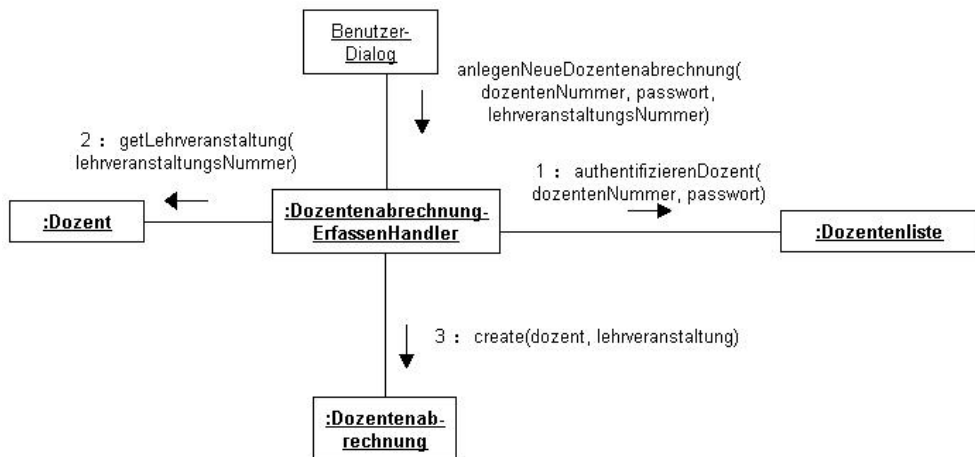 Benutzer-
Dialog
anlegenNeueDozentenabrechnung(
dozentenNummer, passwort,
lehrveranstaltungsNummer)
2 : getLehrveranstaltung(
lehrveranstaltungsNummer)
1 : authentifizierenDozent(
dozentenNummer, passwort)
:Dozent
:Dozentenabrechnung-
ErfassenHandler
:Dozentenliste
3 : create(dozent, lehrveranstaltung)
:Dozentenab-
rechnung